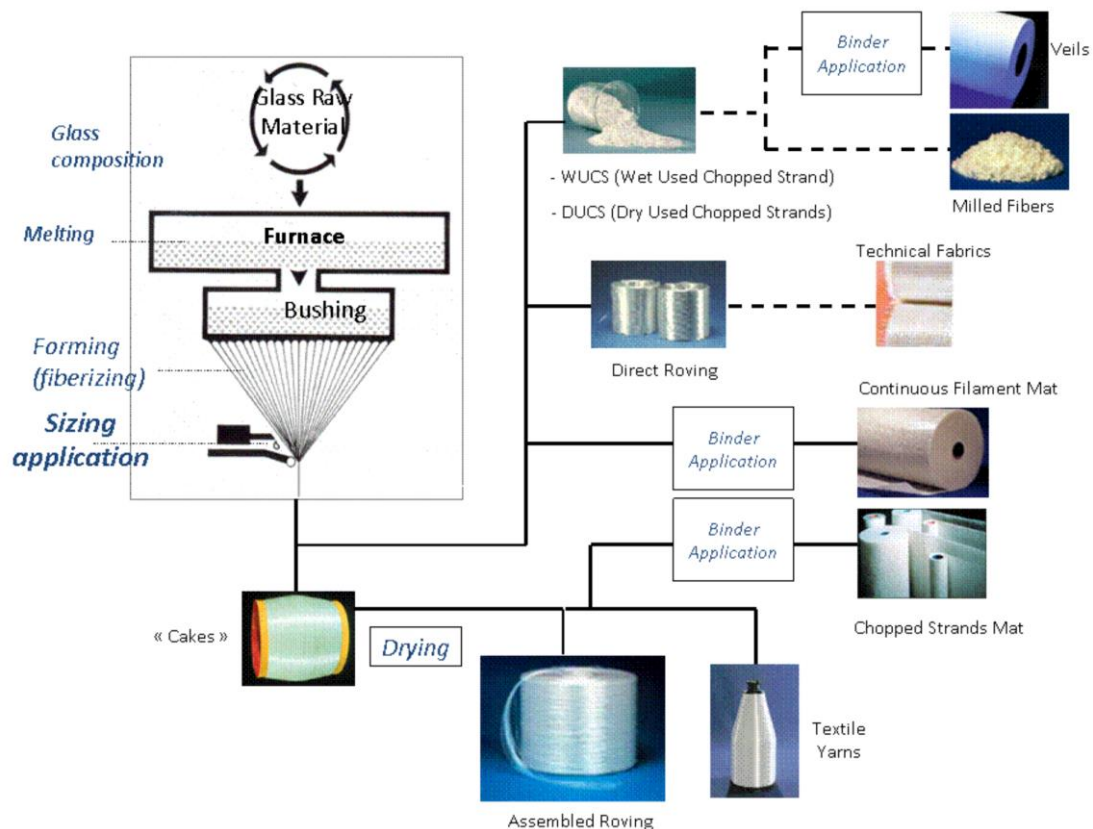 Glass Raw
Material
Glass
composition
Melting
Furnace
Bushing
Forming
(fiberizing)
Sizing
application
« Cakes »
Drying
Binder
Application
Veils
- WUCS (Wet Used Chopped Strand)
- DUCS (Dry Used Chopped Strands)
Milled Fibers
Technical Fabrics
Direct Roving
Continuous Filament Mat
Binder
Application
Binder
Application
Chopped Strands Mat
Textile
Yarns
Assembled Roving